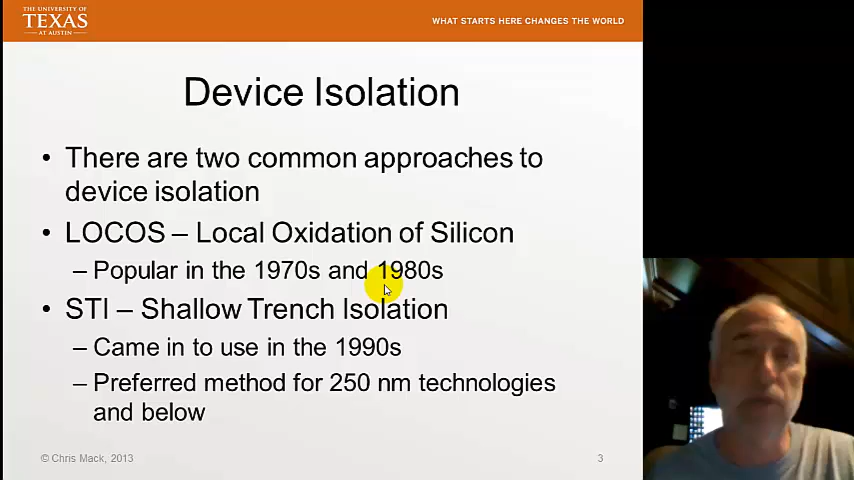 THE UNIVERSITY OF
TEXAS
AT AUSTIN
WHAT STARTS HERE CHANGES THE WORLD
Device Isolation
• There are two common approaches to
device isolation
• LOCOS – Local Oxidation of Silicon
– Popular in the 1970s and 1980s
• STI – Shallow Trench Isolation
– Came in to use in the 1990s
– Preferred method for 250 nm technologies
and below
© Chris Mack, 2013
3